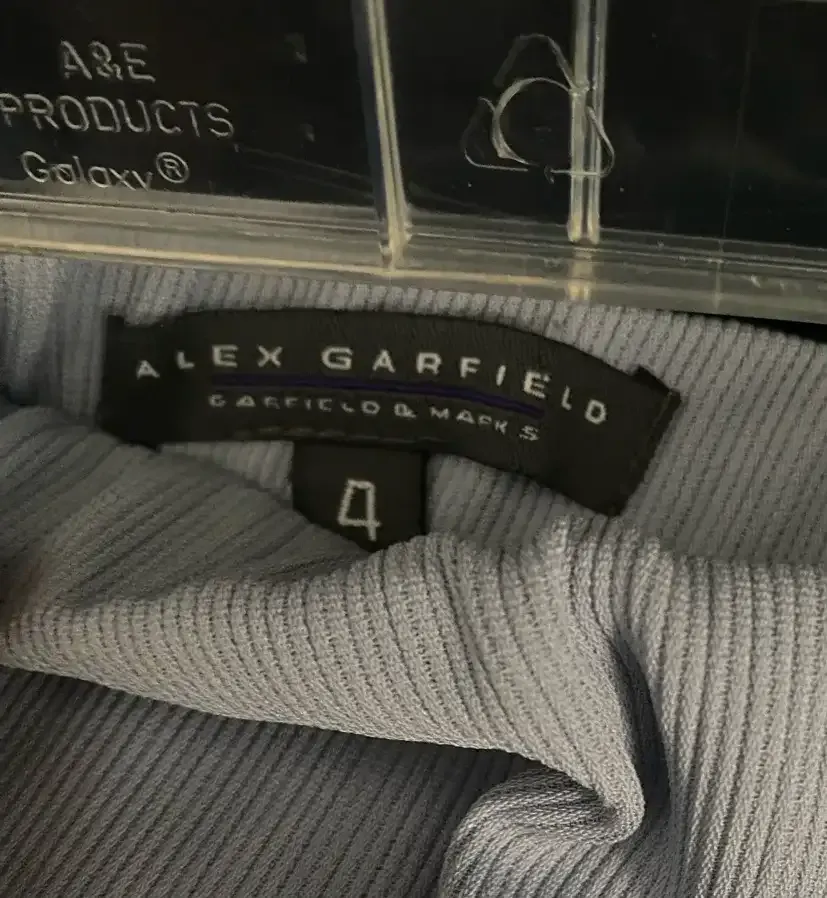 A&E
PRODUCTS
Galaxy®
ALEX GARFIELD
GARFIELD & MARKS
4